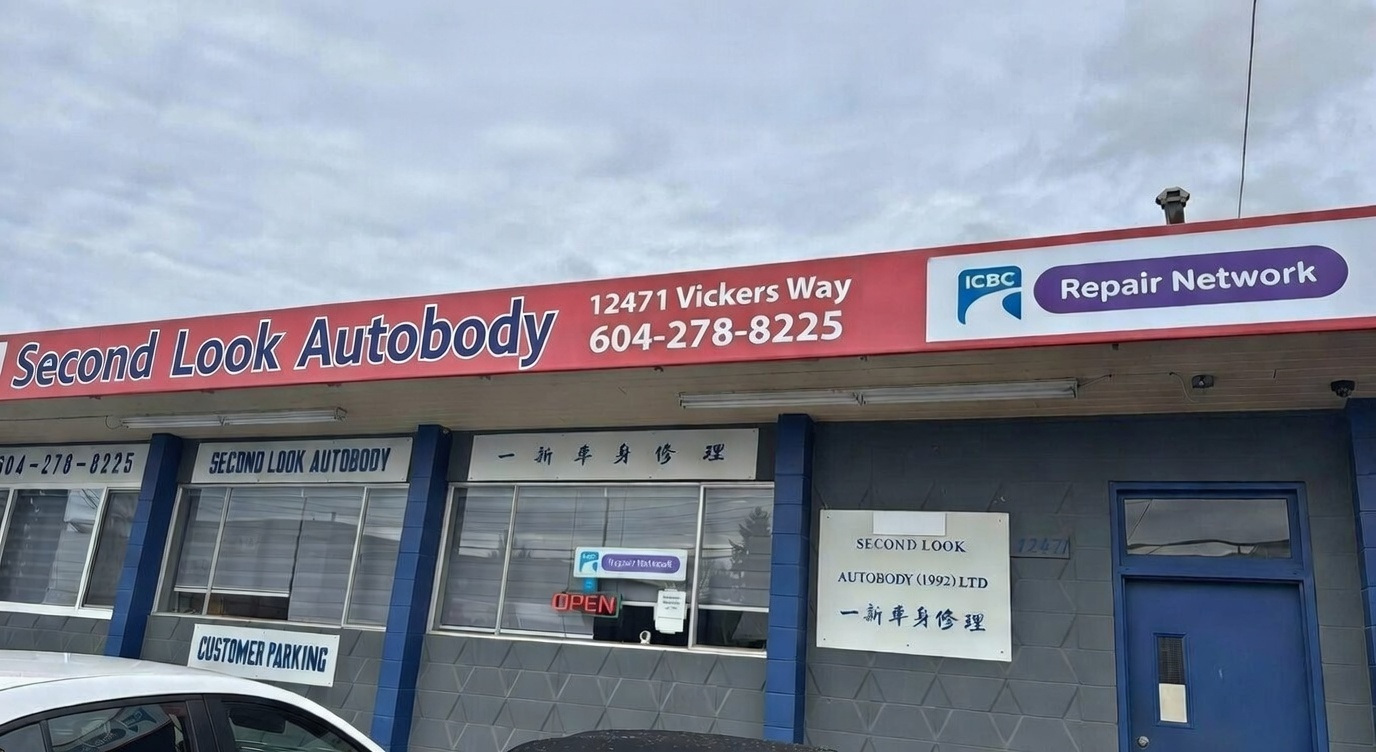 Second Look Autobody
12471 Vickers Way
604-278-8225
ICBC
Repair Network
604-278-8225
SECOND LOOK AUTOBODY
一新車身修理
OPEN
CUSTOMER PARKING
SECOND LOOK
AUTOBODY (1992) LTD
一新車身修理
12471